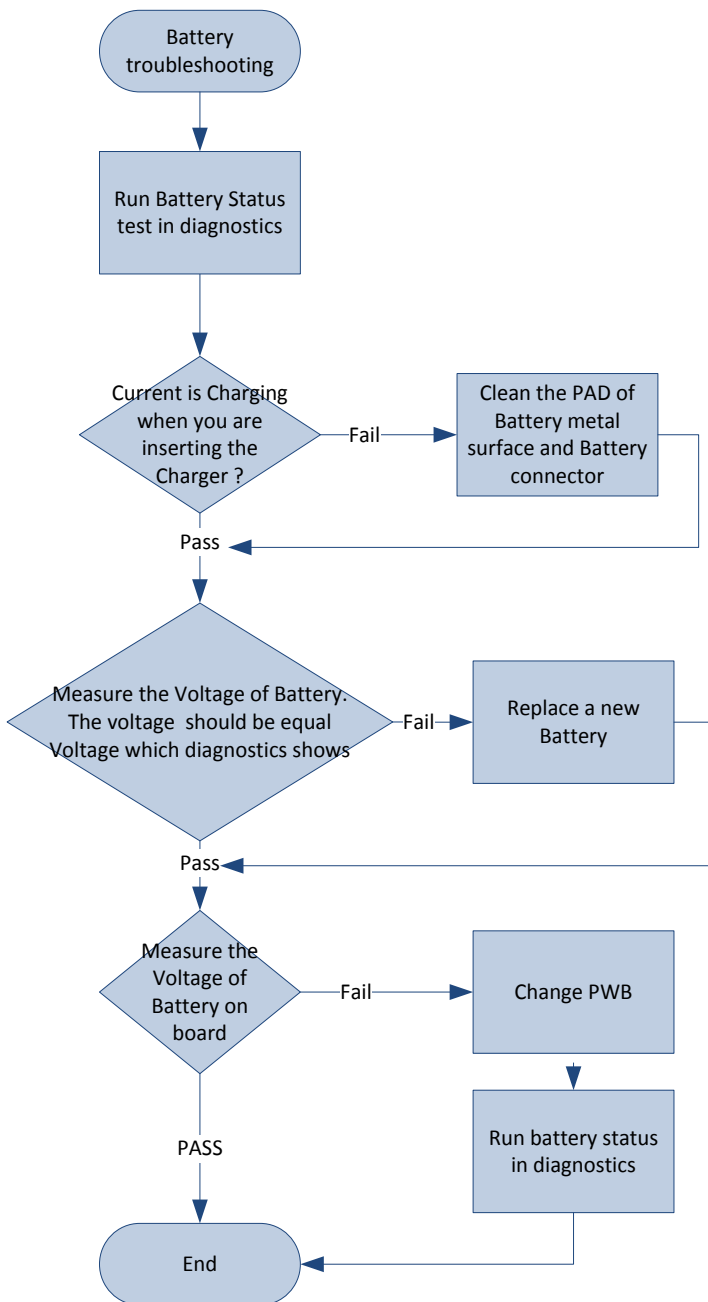 Battery
troubleshooting
Run Battery Status
test in diagnostics
Current is Charging
when you are
inserting the
Charger ?
Fail
Clean the PAD of
Battery metal
surface and Battery
connector
Pass
Measure the Voltage of Battery.
The voltage should be equal
Voltage which diagnostics shows
Fail
Replace a new
Battery
Pass
Measure the
Voltage of
Battery on
board
Fail
Change PWB
Run battery status
in diagnostics
PASS
End